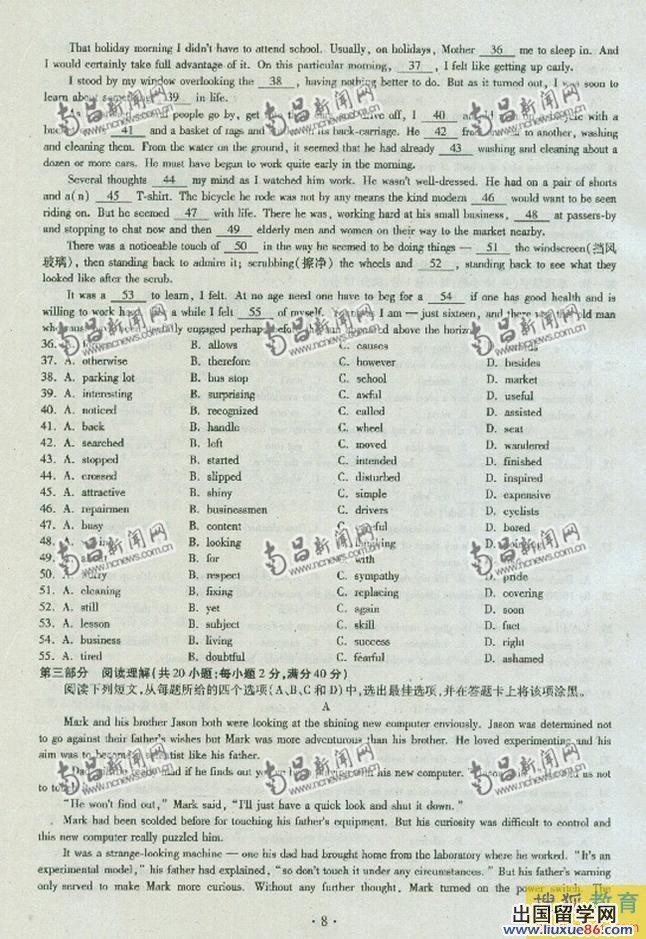 That holiday morning I didn't have to attend school. Usually, on holidays, Mother 36 me to sleep in. And
I would certainly take full advantage of it. On this particular morning, 37 , I felt like getting up early.
I stood by my window overlooking the 38 , having nothing better to do. But as it turned out, I was soon to
learn about something 39 in life.
As people go by, get off, I 40 with a
41 and a basket of rags and its back-carriage. He 42 to another, washing
and cleaning them. From the water on the ground, it seemed that he had already 43 washing and cleaning about a
dozen or more cars. He must have begun to work quite early in the morning.
Several thoughts 44 my mind as I watched him work. He wasn't well-dressed. He had on a pair of shorts
and a(n) 45 T-shirt. The bicycle he rode was not by any means the kind modern 46 would want to be seen
riding on. But he seemed 47 with life. There he was, working hard at his small business, 48 at passers-by
and stopping to chat now and then 49 elderly men and women on their way to the market nearby.
There was a noticeable touch of 50 in the way he seemed to be doing things — 51 the windscreen(挡风
玻璃), then standing back to admire it; scrubbing(擦净) the wheels and 52 , standing back to see what they
looked like after the scrub.
It was a 53 to learn, I felt. At no age need one have to beg for a 54 if one has good health and is
willing to work a while I felt 55 of myself. I am — just sixteen, and there old man
who engaged perhaps before the above the horizon.
36. B. allows C. causes
37. A. otherwise B. therefore C. however D. besides
38. A. parking lot B. bus stop C. school D. market
39. A. interesting B. surprising C. awful D. useful
40. A. noticed B. recognized C. called D. assisted
41. A. back B. handle C. wheel D. seat
42. A. searched B. left C. moved D. wandered
43. A. stopped B. started C. intended D. finished
44. A. crossed B. slipped C. disturbed D. inspired
45. A. attractive B. shiny C. simple D. expensive
46. A. repairmen B. businessmen C. drivers D. cyclists
47. A. busy B. content D. bored
48. B. looking
49. B. for with
50. B. respect C. sympathy D. pride
51. A. cleaning B. fixing C. replacing D. covering
52. A. still B. yet C. again D. soon
53. A. lesson B. subject C. skill D. fact
54. A. business B. living C. success D. right
55. A. tired B. doubtful C. fearful D. ashamed
第三部分 阅读理解(共20小题;每小题2分,满分40分)
阅读下列短文,从每题所给的四个选项(A、B、C和D)中,选出最佳选项,并在答题卡上将该项涂黑。
A
Mark and his brother Jason both were looking at the shining new computer enviously. Jason was determined not
to go against their father's wishes but Mark was more adventurous than his brother. He loved experimenting and his
aim was to become a scientist like his father.
if he finds out his new computer. us not
to
"He won't find out," Mark said, "I'll just have a quick look and shut it down."
Mark had been scolded before for touching his father's equipment. But his curiosity was difficult to control and
this new computer really puzzled him.
It was a strange-looking machine — one his dad had brought home from the laboratory where he worked. "It's an
experimental model," his father had explained, "so don't touch it under any circumstances." But his father's warning
only served to make Mark more curious. Without any further thought, Mark turned on the power switch. The
· 8 ·
南昌新闻网
www.ncnews.com.cn
搜狐教育
出国留学网
www.liuxue86.com